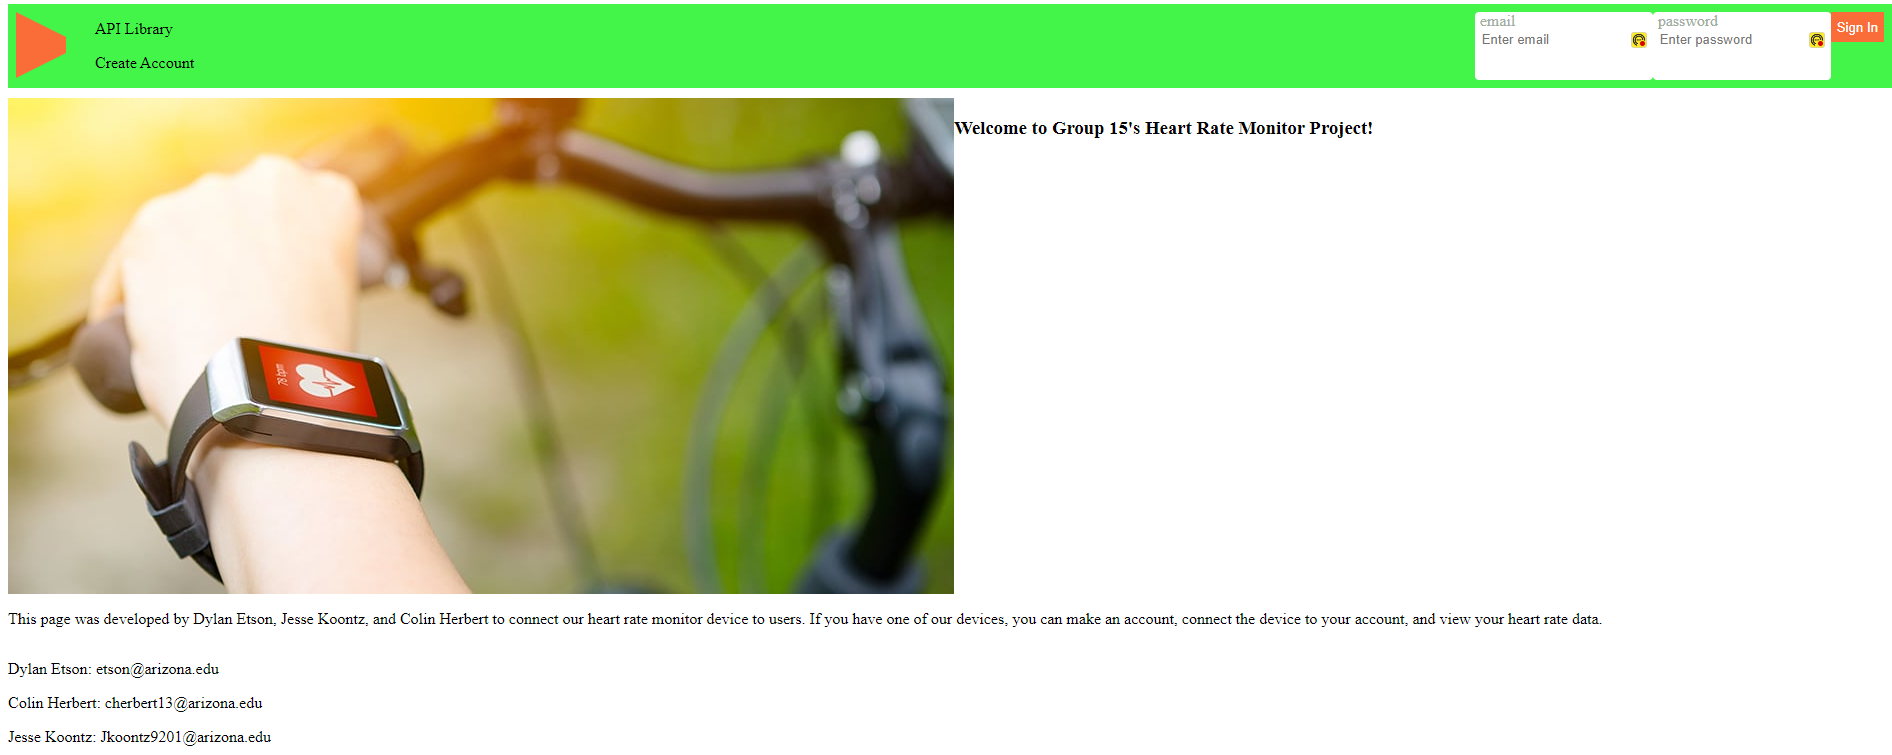 API Library
Create Account
email
Enter email
password
Enter password
Sign In
Welcome to Group 15's Heart Rate Monitor Project!
78 bpm
This page was developed by Dylan Etson, Jesse Koontz, and Colin Herbert to connect our heart rate monitor device to users. If you have one of our devices, you can make an account, connect the device to your account, and view your heart rate data.
Dylan Etson: etson@arizona.edu
Colin Herbert: cherbert13@arizona.edu
Jesse Koontz: Jkoontz9201@arizona.edu